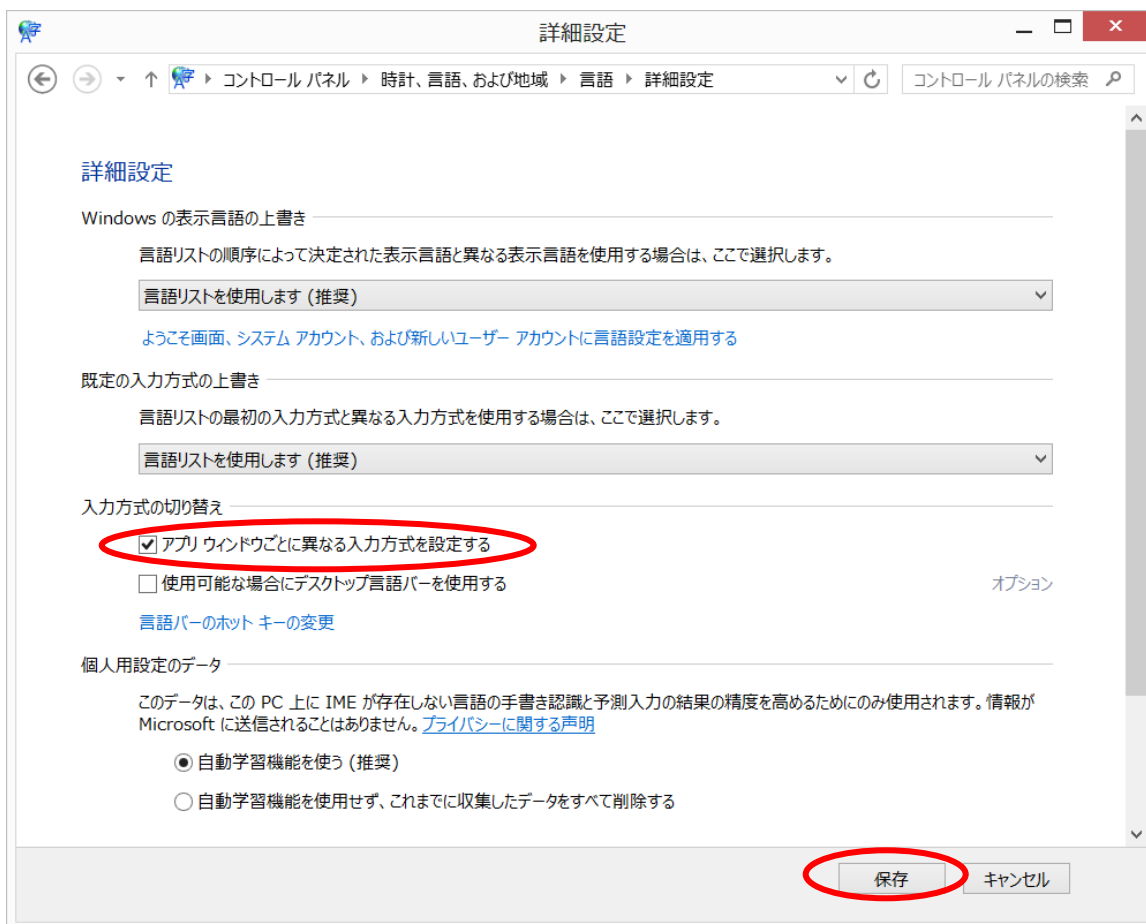 詳細設定
コントロール パネル 時計、言語、および地域 言語 詳細設定
コントロール パネルの検索
詳細設定
Windows の表示言語の上書き
言語リストの順序によって決定された表示言語と異なる表示言語を使用する場合は、ここで選択します。
言語リストを使用します (推奨)
ようこそ画面、システム アカウント、および新しいユーザー アカウントに言語設定を適用する
既定の入力方式の上書き
言語リストの最初の入力方式と異なる入力方式を使用する場合は、ここで選択します。
言語リストを使用します (推奨)
入力方式の切り替え
アプリ ウィンドウごとに異なる入力方式を設定する
使用可能な場合にデスクトップ言語バーを使用する オプション
言語バーのホット キーの変更
個人用設定のデータ
このデータは、この PC 上に IME が存在しない言語の手書き認識と予測入力の結果の精度を高めるためにのみ使用されます。情報が
Microsoft に送信されることはありません。プライバシーに関する声明
自動学習機能を使う (推奨)
自動学習機能を使用せず、これまでに収集したデータをすべて削除する
保存 キャンセル